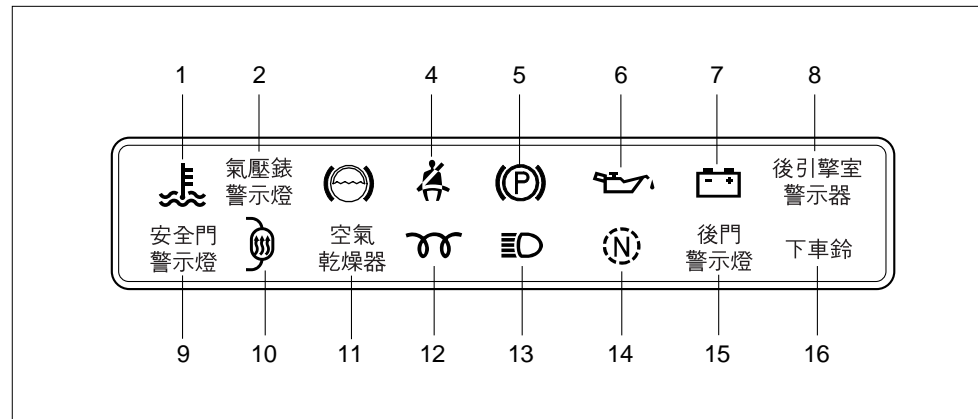 1 2 4 5 6 7 8
氣壓錶 後引擎室
警示燈 P 警示器
安全門 空氣 後門
警示燈 乾燥器 N 警示燈 下車鈴
9 10 11 12 13 14 15 16